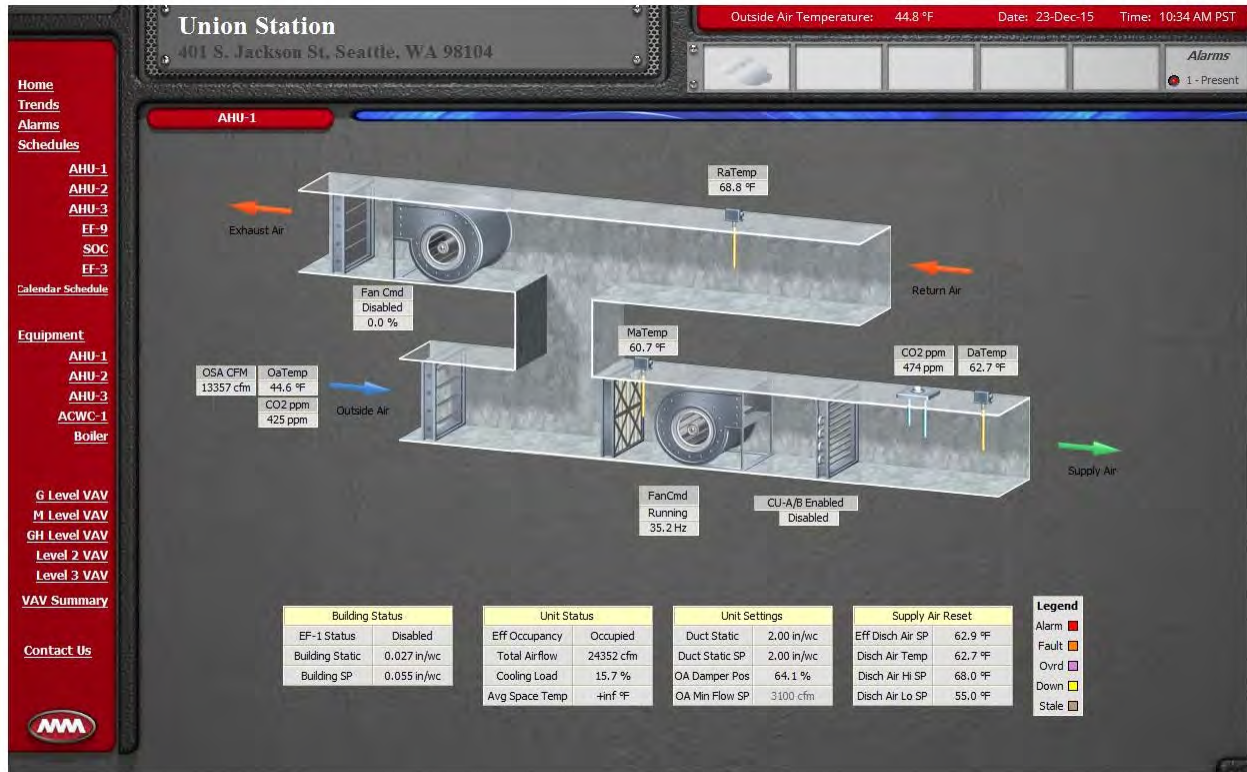 Union Station
401 S. Jackson St, Seattle, WA 98104
Outside Air Temperature: 44.8 °F Date: 23-Dec-15 Time: 10:34 AM PST
Alarms
1 - Present
Home
Trends
Alarms
Schedules
AHU-1
AHU-2
AHU-3
EF-9
SOC
EF-3
Calendar Schedule
Equipment
AHU-1
AHU-2
AHU-3
ACWC-1
Boiler
G Level VAV
M Level VAV
GH Level VAV
Level 2 VAV
Level 3 VAV
VAV Summary
Contact Us
AHU-1
RaTemp
68.8 °F
Exhaust Air
Return Air
Fan Cmd
Disabled
0.0 %
MaTemp
60.7 °F
CO2 ppm
474 ppm
DaTemp
62.7 °F
OSA CFM
13357 cfm
OaTemp
44.6 °F
CO2 ppm
425 ppm
Outside Air
Supply Air
FanCmd
Running
35.2 Hz
CU-A/B Enabled
Disabled
Building Status
EF-1 Status Disabled
Building Static 0.027 in/wc
Building SP 0.055 in/wc
Unit Status
Eff Occupancy Occupied
Total Airflow 24352 cfm
Cooling Load 15.7 %
Avg Space Temp +inf °F
Unit Settings
Duct Static 2.00 in/wc
Duct Static SP 2.00 in/wc
OA Damper Pos 64.1 %
OA Min Flow SP 3100 cfm
Supply Air Reset
Eff Disch Air SP 62.9 °F
Disch Air Temp 62.7 °F
Disch Air Hi SP 68.0 °F
Disch Air Lo SP 55.0 °F
Legend
Alarm
Fault
Ovrd
Down
Stale